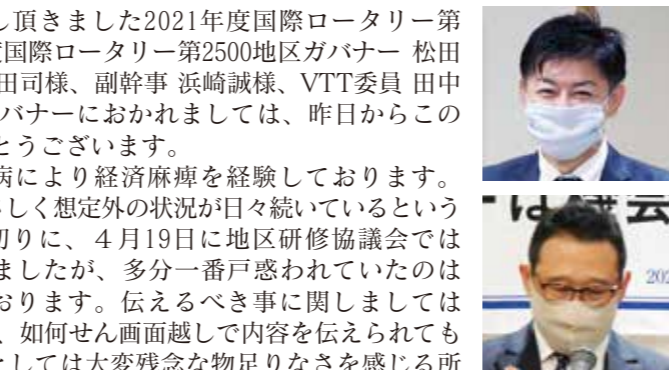 し頂きました2021年度国際ロータリー第
度国際ロータリー第2500地区ガバナー 松田
田司様、副幹事 浜崎誠様、VTT委員 田中
バナーにおかれましては、昨日からこの
とうございます。
病により経済麻痺を経験しております。
しく想定外の状況が日々続いているという
切りに、４月19日に地区研修協議会では
ましたが、多分一番戸惑われていたのは
おります。伝えるべき事に関しましては
、如何せん画面越しで内容を伝えられても
としては大変残念な物足りなさを感じる所
202